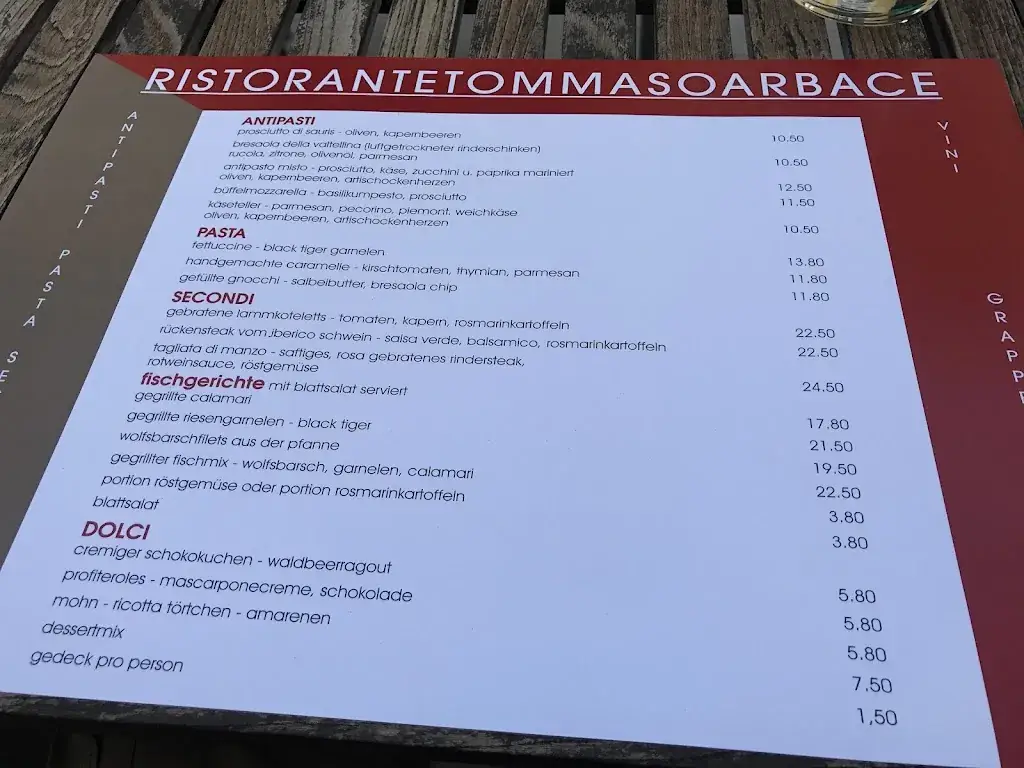 RISTORANTETOMMASOARBACE
ANTIPASTI PASTA SE
VINI
GRAPP
ANTIPASTI
prosciutto di sauris - oliven, kapernbeeren 10.50
bresaola della valtellina (luftgetrockneter rinderschinken)
rucola, zitrone, olivenöl, parmesan 10.50
antipasto misto - prosciutto, käse, zucchini u. paprika mariniert
oliven, kapernbeeren, artischockenherzen 12.50
büffelmozzarella - basilikumpesto, prosciutto 11.50
käseteller - parmesan, pecorino, piemont. weichkäse
oliven, kapernbeeren, artischockenherzen 10.50
PASTA
fettuccine - black tiger garnelen 13.80
handgemachte caramelle - kirschtomaten, thymian, parmesan 11.80
gefüllte gnocchi - salbeibutter, bresaola chip 11.80
SECONDI
gebratene lammkoteletts - tomaten, kapern, rosmarinkartoffeln 22.50
rückensteak vom iberico schwein - salsa verde, balsamico, rosmarinkartoffeln 22.50
tagliata di manzo - saftiges, rosa gebratenes rindersteak,
rotweinsauce, röstgemüse 24.50
fischgerichte mit blattsalat serviert
gegrillte calamari 17.80
gegrillte riesengarnelen - black tiger 21.50
wolfsbarschfilets aus der pfanne 19.50
gegrillter fischmix - wolfsbarsch, garnelen, calamari 22.50
portion röstgemüse oder portion rosmarinkartoffeln 3.80
blattsalat 3.80
DOLCI
cremiger schokokuchen - waldbeerragout 5.80
profiteroles - mascarponecreme, schokolade 5.80
mohn - ricotta törtchen - amarenen 5.80
dessertmix 7.50
gedeck pro person 1,50